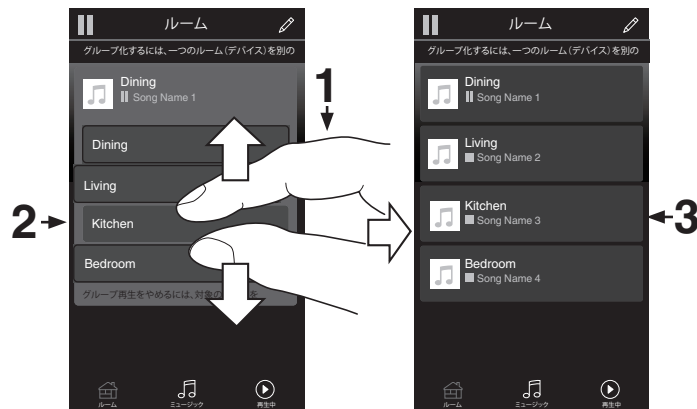 ルーム
グループ化するには、一つのルーム(デバイス)を別の
Dining
Song Name 1
1
Dining
Living
2
Kitchen
Bedroom
グループ再生をやめるには、対象の
を
ルーム
ミュージック
再生中
ルーム
グループ化するには、一つのルーム(デバイス)を別の
Dining
Song Name 1
Living
Song Name 2
Kitchen
Song Name 3
3
Bedroom
Song Name 4
ルーム
ミュージック
再生中